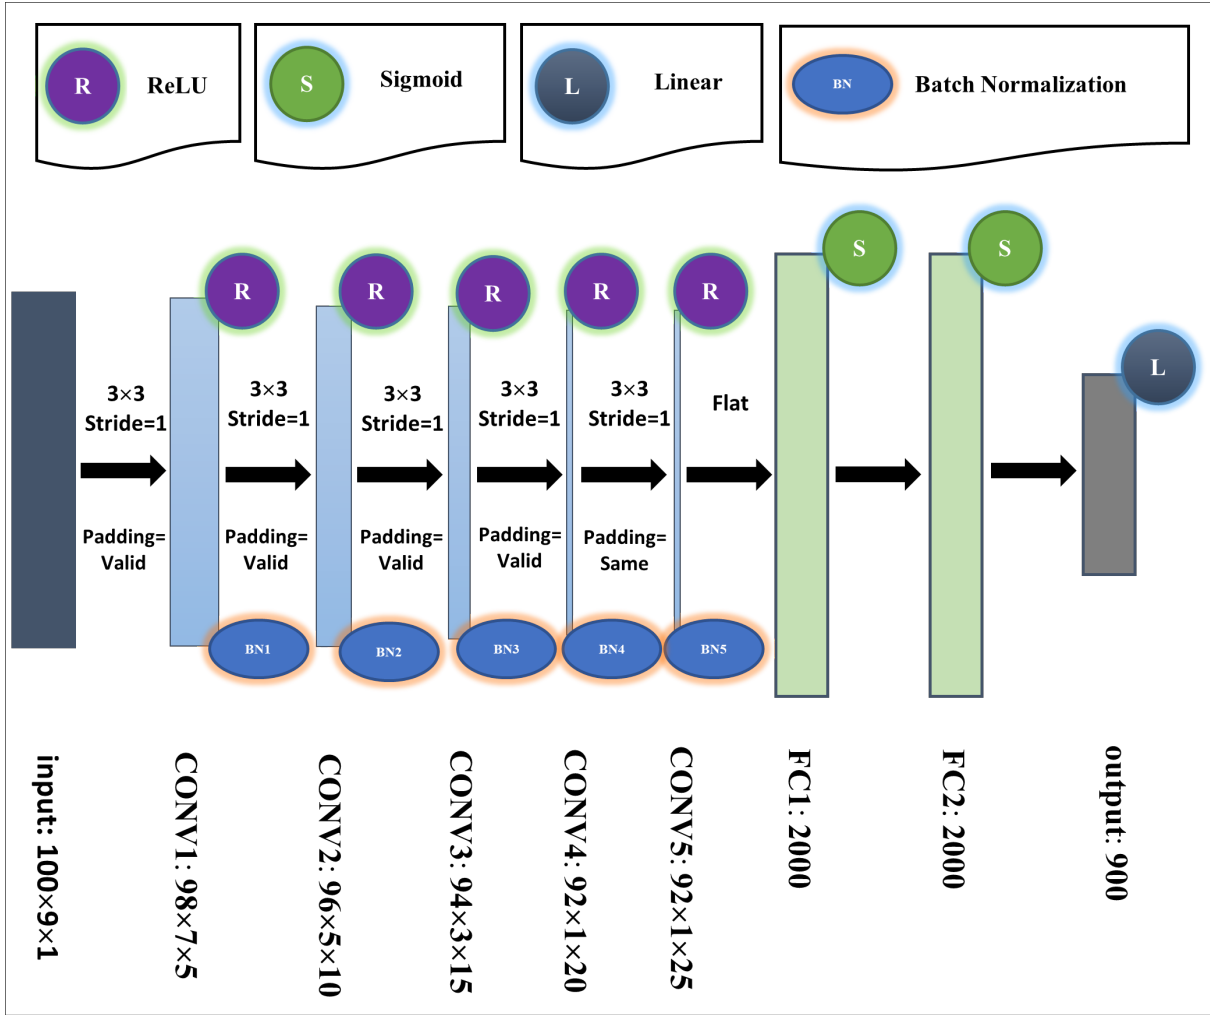 R
ReLU
S
Sigmoid
L
Linear
BN
Batch Normalization
R
R
R
R
R
S
S
L
3×3
Stride=1
Padding=
Valid
3×3
Stride=1
Padding=
Valid
3×3
Stride=1
Padding=
Valid
3×3
Stride=1
Padding=
Valid
3×3
Stride=1
Padding=
Same
Flat
BN1
BN2
BN3
BN4
BN5
input: 100×9×1
CONV1: 98×7×5
CONV2: 96×5×10
CONV3: 94×3×15
CONV4: 92×1×20
CONV5: 92×1×25
FC1: 2000
FC2: 2000
output: 900